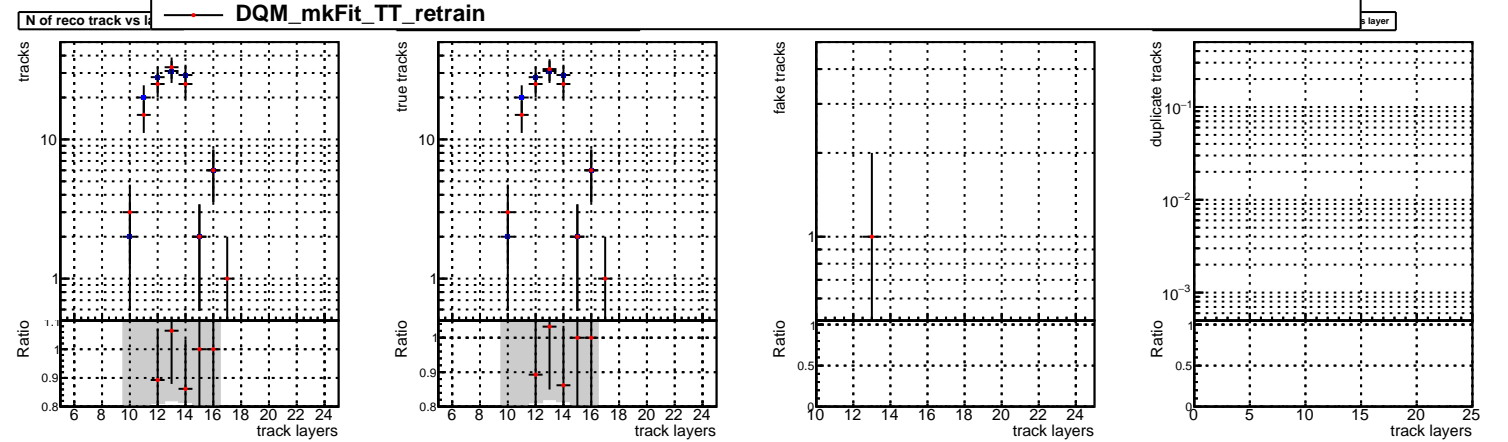 DQM_mkFit_TT_retrain
N of reco track vs la
s layer
tracks
10
1
Ratio
1.1
1
0.9
0.8
6 8 10 12 14 16 18 20 22 24
track layers
true tracks
10
1
Ratio
1
0.9
0.8
6 8 10 12 14 16 18 20 22 24
track layers
fake tracks
1
Ratio
1
0.5
0
10 12 14 16 18 20 22 24
track layers
duplicate tracks
10⁻¹
10⁻²
10⁻³
Ratio
1
0.5
0
0 5 10 15 20 25
track layers